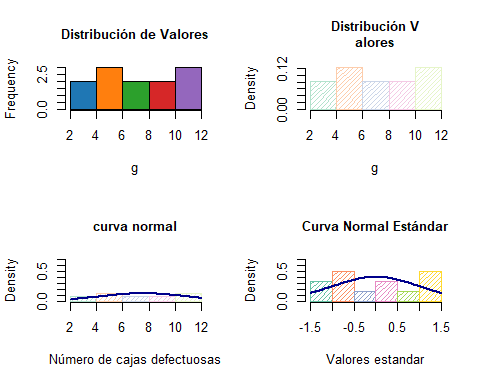 Distribución de Valores
Frequency
0.0 2.5
2 4 6 8 10 12
g
Distribución V
alores
Density
0.00 0.12
2 4 6 8 10 12
g
curva normal
Density
0.0 0.5
2 4 6 8 10 12
Número de cajas defectuosas
Curva Normal Estándar
Density
0.0 0.5
-1.5 -0.5 0.5 1.5
Valores estandar